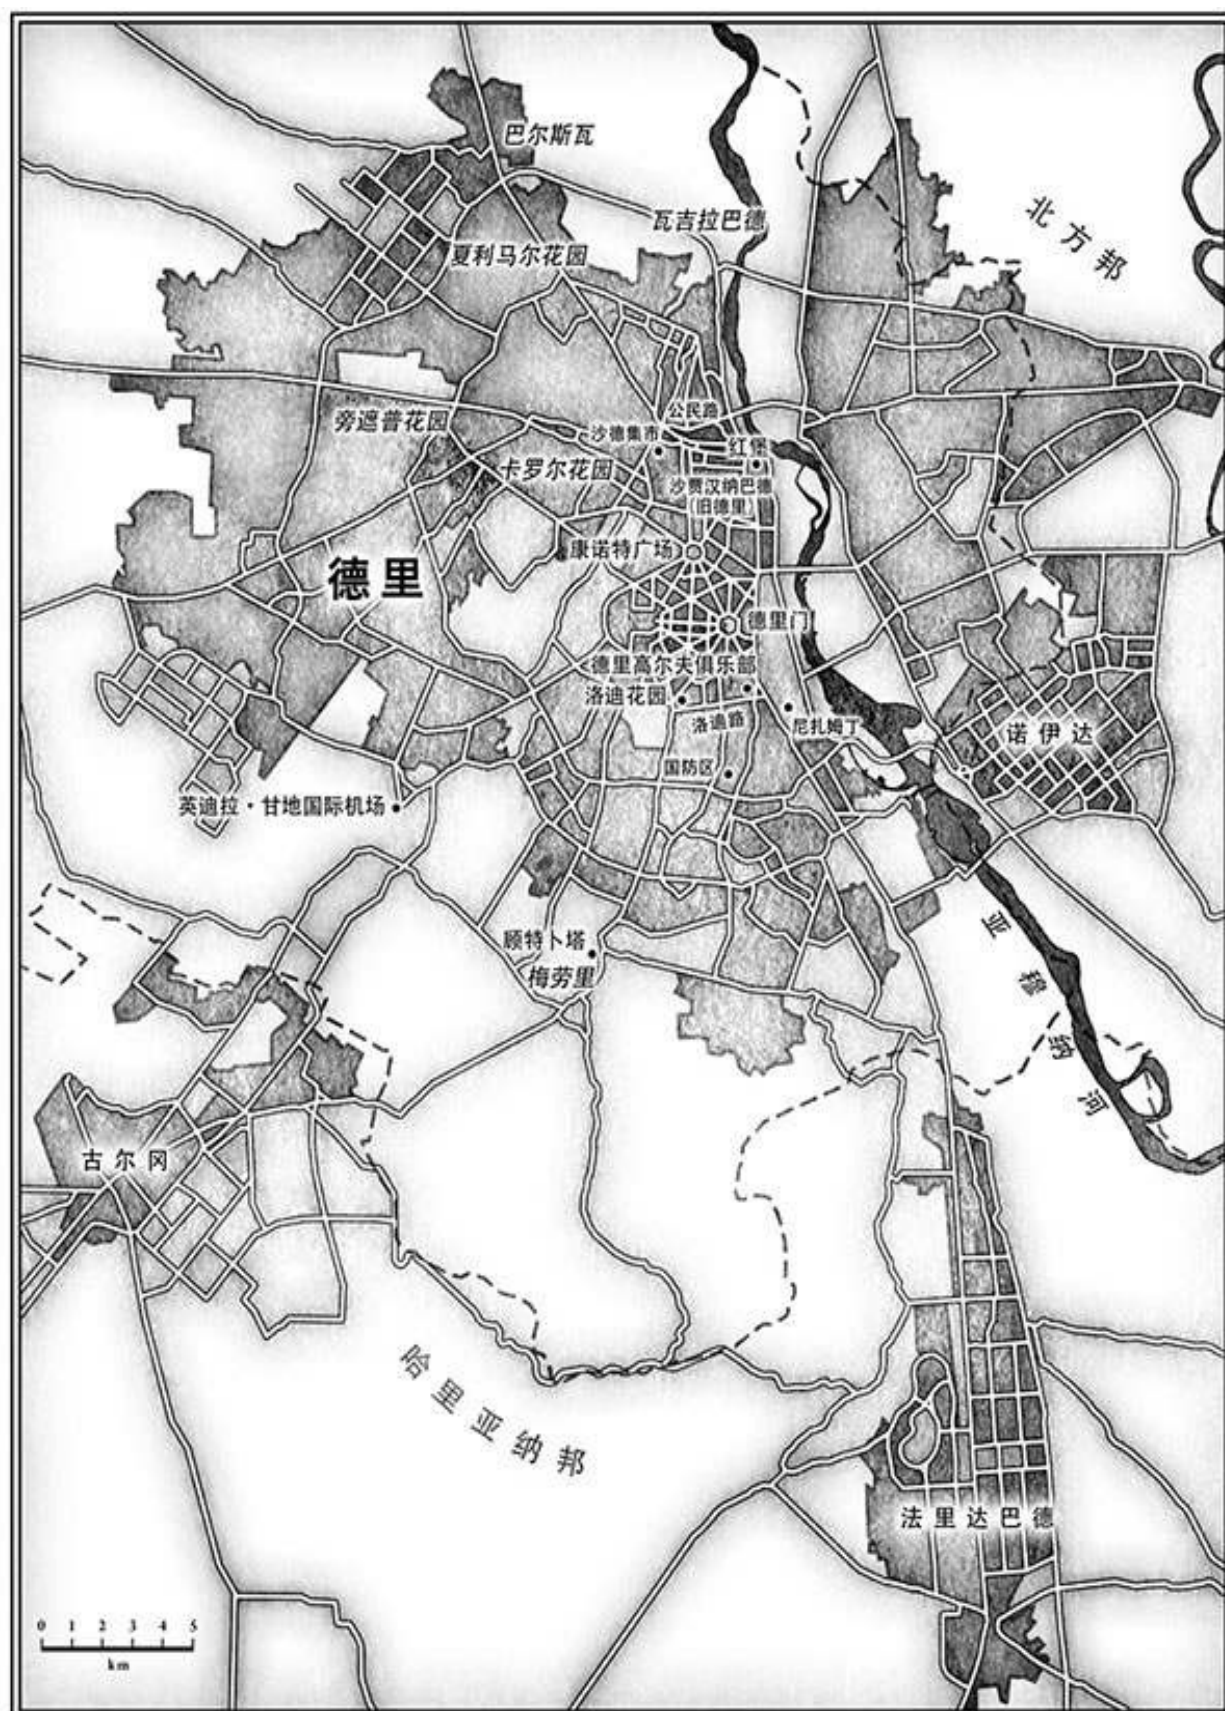 巴尔斯瓦
北方邦
瓦吉拉巴德
夏利马尔花园
公民路
旁遮普花园
沙德集市
红堡
卡罗尔花园
沙贾汉纳巴德
（旧德里）
康诺特广场
德里
德里门
德里高尔夫俱乐部
洛迪花园
洛迪路
尼扎姆丁
诺伊达
国防区
英迪拉·甘地国际机场
亚穆纳河
顾特卜塔
梅劳里
古尔冈
哈里亚纳邦
法里达巴德
0 1 2 3 4 5
km